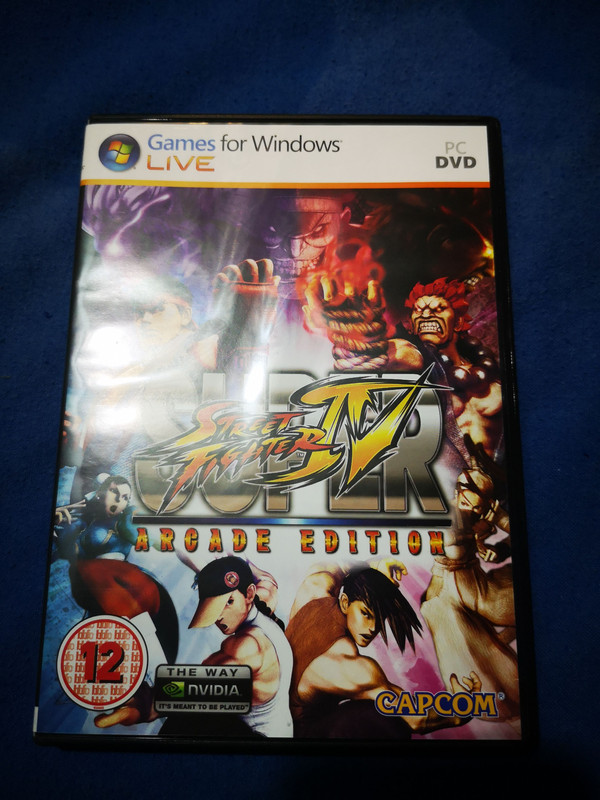 Games for Windows®
LIVE
PC
DVD
SUPER
STREET
FIGHTER IV
ARCADE EDITION
12
THE WAY
NVIDIA
IT'S MEANT TO BE PLAYED
CAPCOM®